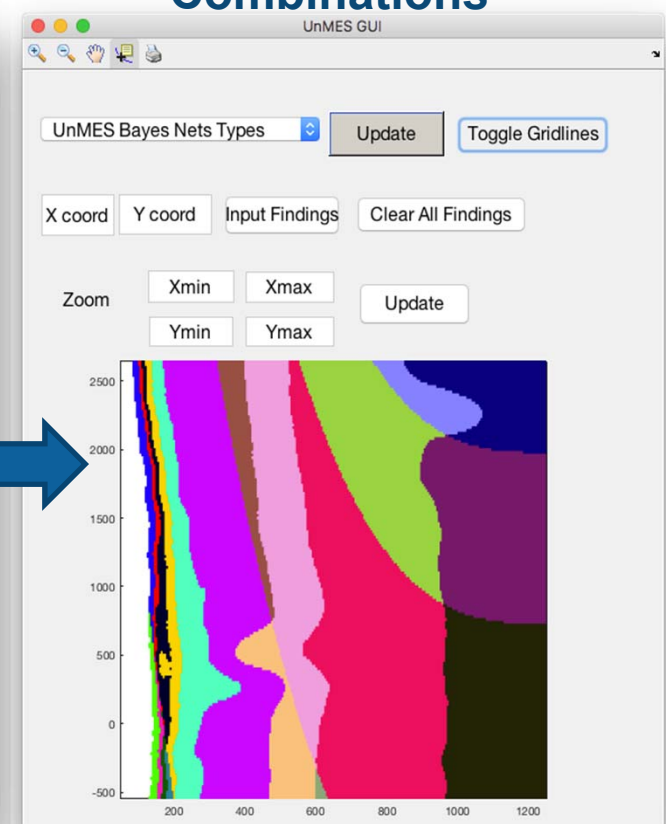 Combinations
UnMES GUI
UnMES Bayes Nets Types
Update
Toggle Gridlines
X coord
Y coord
Input Findings
Clear All Findings
Zoom
Xmin
Xmax
Update
Ymin
Ymax
2500
2000
1500
1000
500
0
-500
200 400 600 800 1000 1200